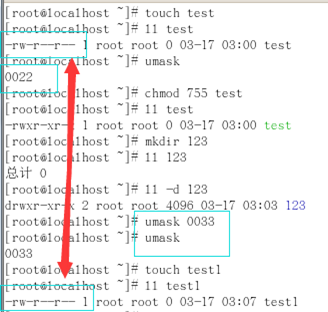 [root@localhost ~]# touch test
[root@localhost ~]# ll test
-rw-r--r-- 1 root root 0 03-17 03:00 test
[root@localhost ~]# umask
0022
[root@localhost ~]# chmod 755 test
[root@localhost ~]# ll test
-rwxr-xr-x 1 root root 0 03-17 03:00 test
[root@localhost ~]# mkdir 123
[root@localhost ~]# ll 123
总计 0
[root@localhost ~]# ll -d 123
drwxr-xr-x 2 root root 4096 03-17 03:03 123
[root@localhost ~]# umask 0033
[root@localhost ~]# umask
0033
[root@localhost ~]# touch test1
[root@localhost ~]# ll test1
-rw-r--r-- 1 root root 0 03-17 03:07 test1